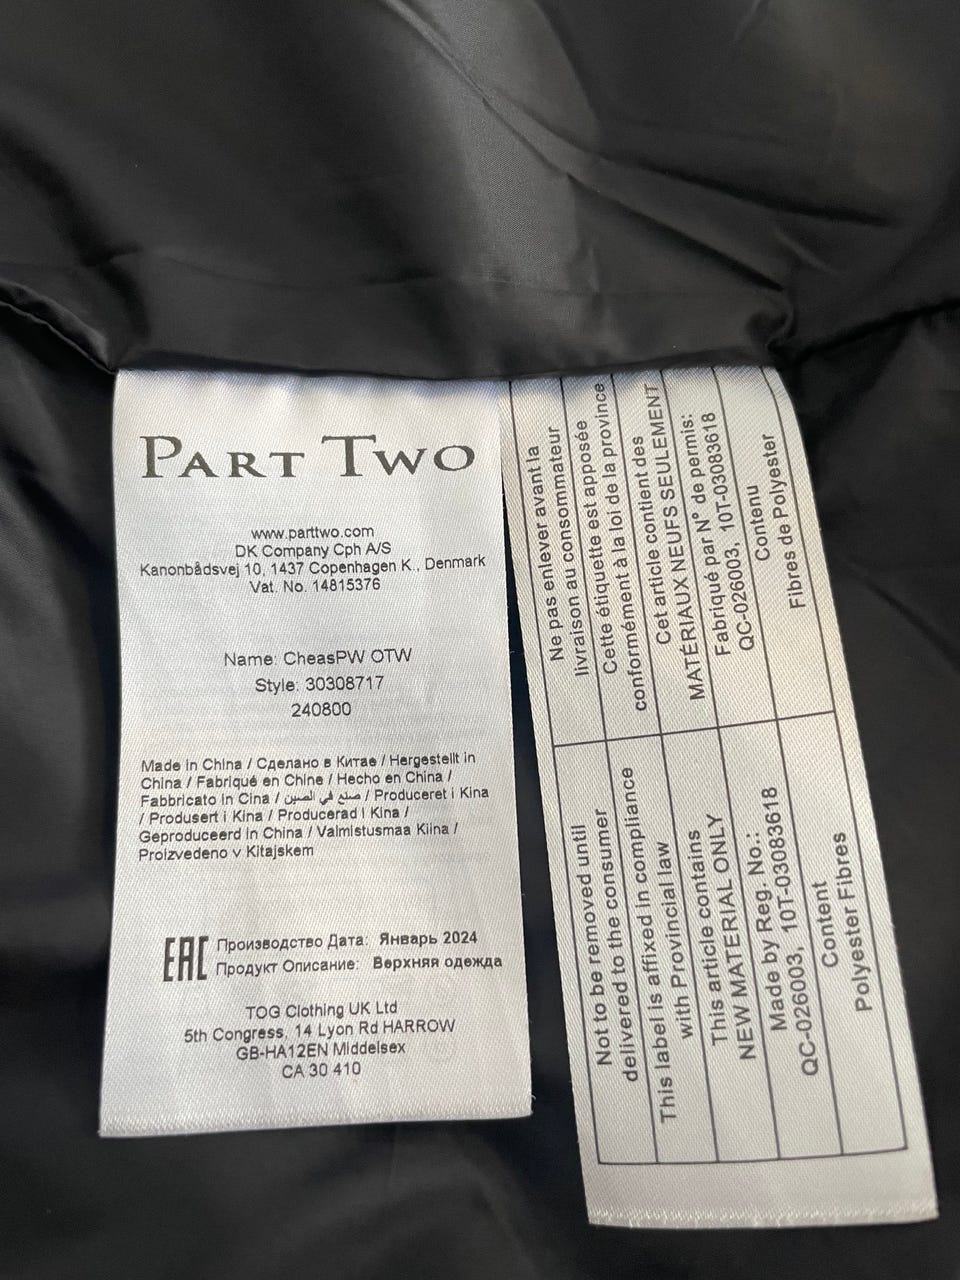 PART TWO
www.parttwo.com
DK Company Cph A/S
Kanonbådsvej 10, 1437 Copenhagen K., Denmark
Vat. No. 14815376
Name: CheasPW OTW
Style: 30308717
240800
Made in China / Сделано в Китае / Hergestellt in
China / Fabriqué en Chine / Hecho en China /
Fabbricato in Cina / صنع في الصين / Produceret i Kina
/ Produsert i Kina / Producerad i Kina /
Geproduceerd in China / Valmistusmaa Kiina /
Proizvedeno v Kitajskem
EAC Производство Дата: Январь 2024
Продукт Описание: Верхняя одежда
TOG Clothing UK Ltd
5th Congress, 14 Lyon Rd HARROW
GB-HA12EN Middelsex
CA 30 410
Not to be removed until
delivered to the consumer
This label is affixed in compliance
with Provincial law
This article contains
NEW MATERIAL ONLY
Made by Reg. No.:
QC-026003, 10T-03083618
Content
Polyester Fibres
Ne pas enlever avant la
livraison au consommateur
Cette étiquette est apposée
conformément à la loi de la province
Cet article contient des
MATÉRIAUX NEUFS SEULEMENT
Fabriqué par N° de permis:
QC-026003, 10T-03083618
Contenu
Fibres de Polyester